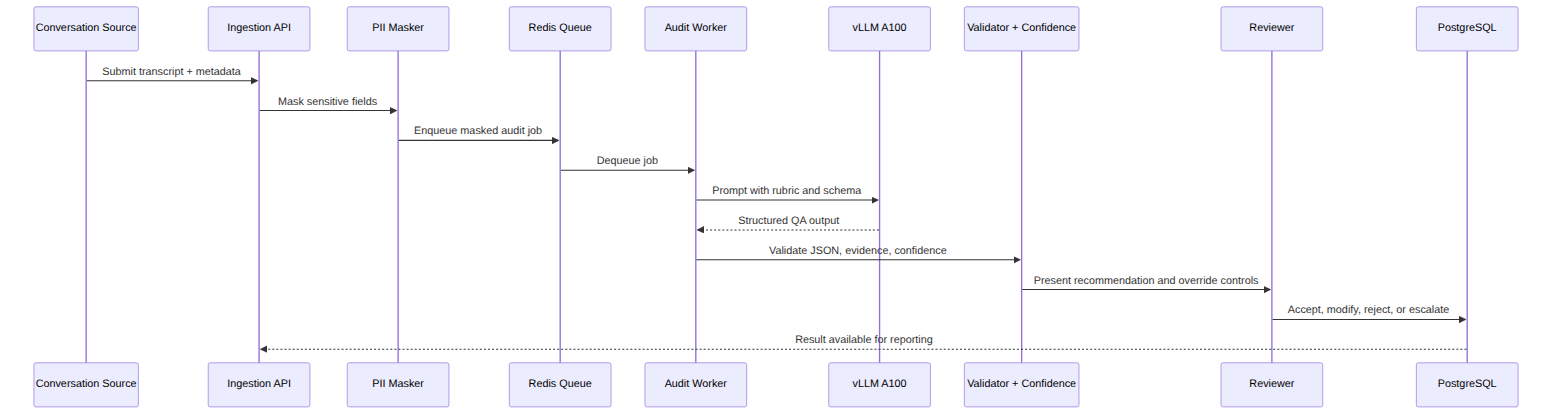 Conversation Source
Ingestion API
PII Masker
Redis Queue
Audit Worker
vLLM A100
Validator + Confidence
Reviewer
PostgreSQL
Submit transcript + metadata
Mask sensitive fields
Enqueue masked audit job
Dequeue job
Prompt with rubric and schema
Structured QA output
Validate JSON, evidence, confidence
Present recommendation and override controls
Accept, modify, reject, or escalate
Result available for reporting
Conversation Source
Ingestion API
PII Masker
Redis Queue
Audit Worker
vLLM A100
Validator + Confidence
Reviewer
PostgreSQL